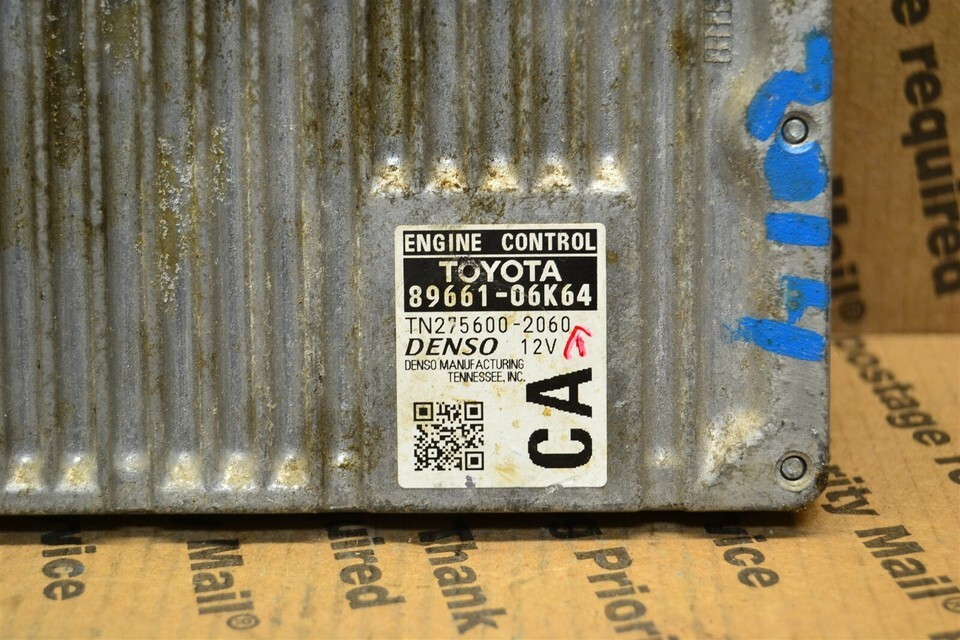 ENGINE CONTROL
TOYOTA
89661-06K64
TN275600-2060
DENSO 12V
DENSO MANUFACTURING
TENNESSEE, INC.
CA
e required
Mail®
postage
rity Mail®
vice
Mail®
uired
Thank
g Priori
vice